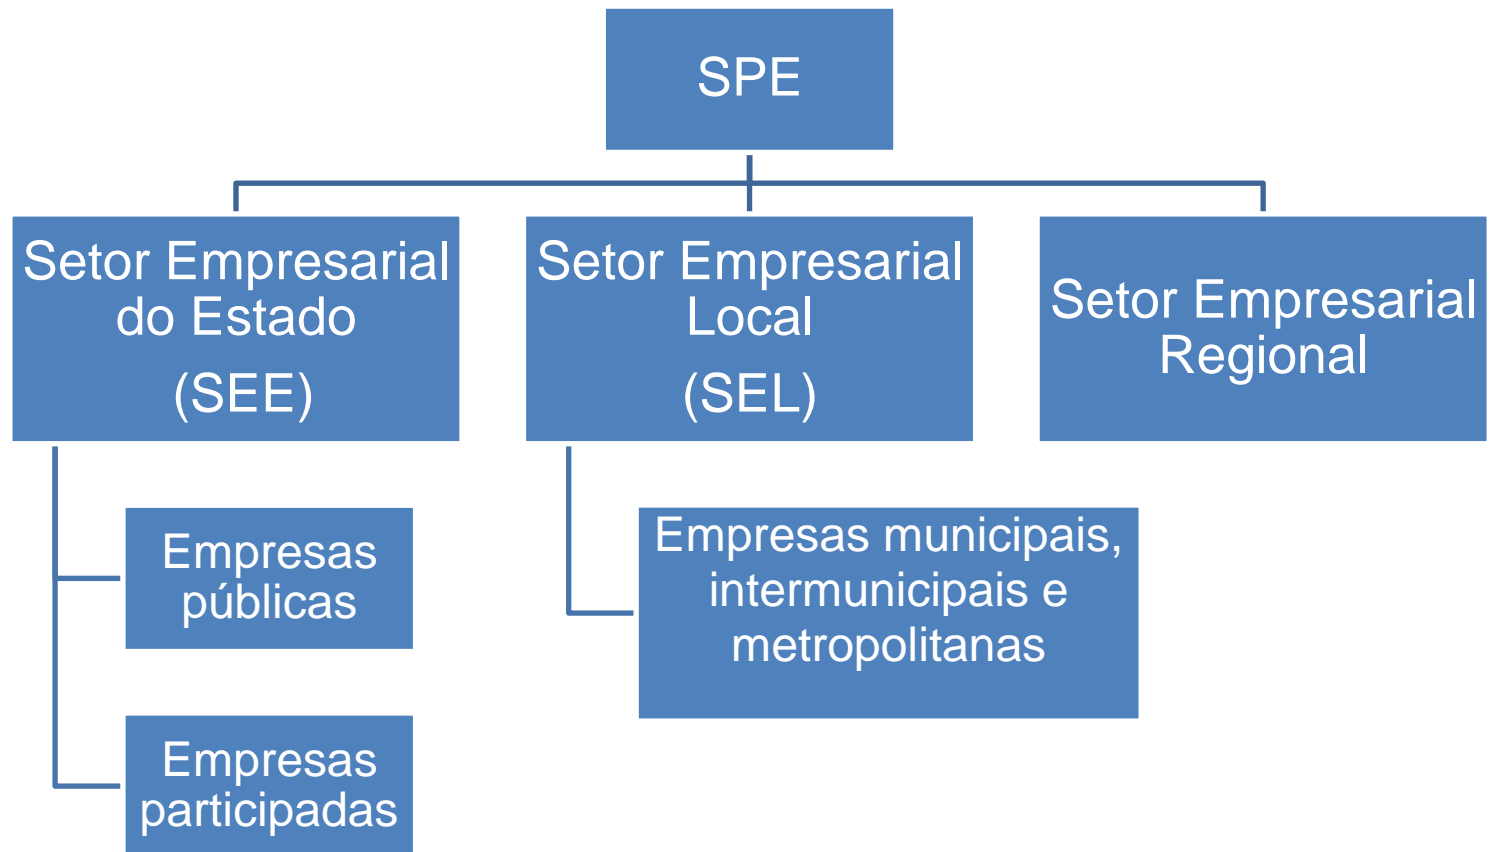 SPE
Setor Empresarial
do Estado
(SEE)
Setor Empresarial
Local
(SEL)
Setor Empresarial
Regional
Empresas
públicas
Empresas
participadas
Empresas municipais,
intermunicipais e
metropolitanas